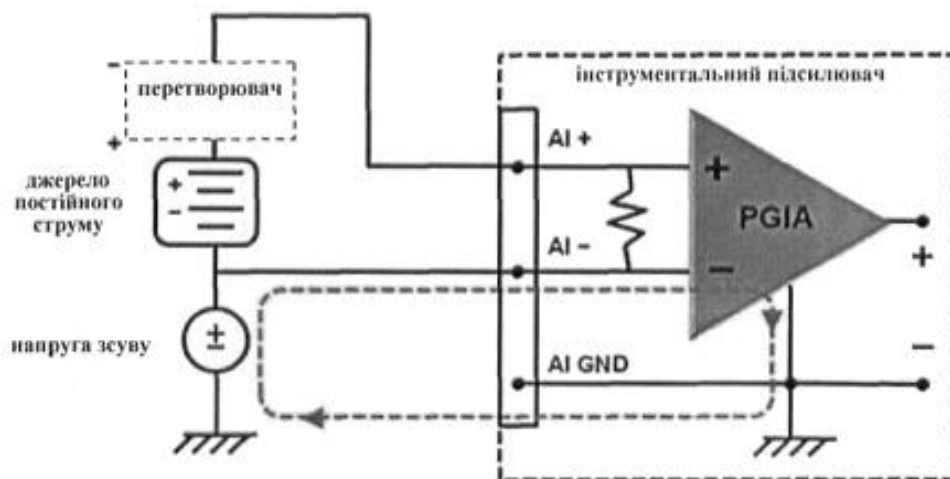 інструментальний підсилювач
−
перетворювач
+
джерело
постійного
струму
+
−
напруга зсуву
±
AI +
AI −
AI GND
+
PGIA
−
+
−